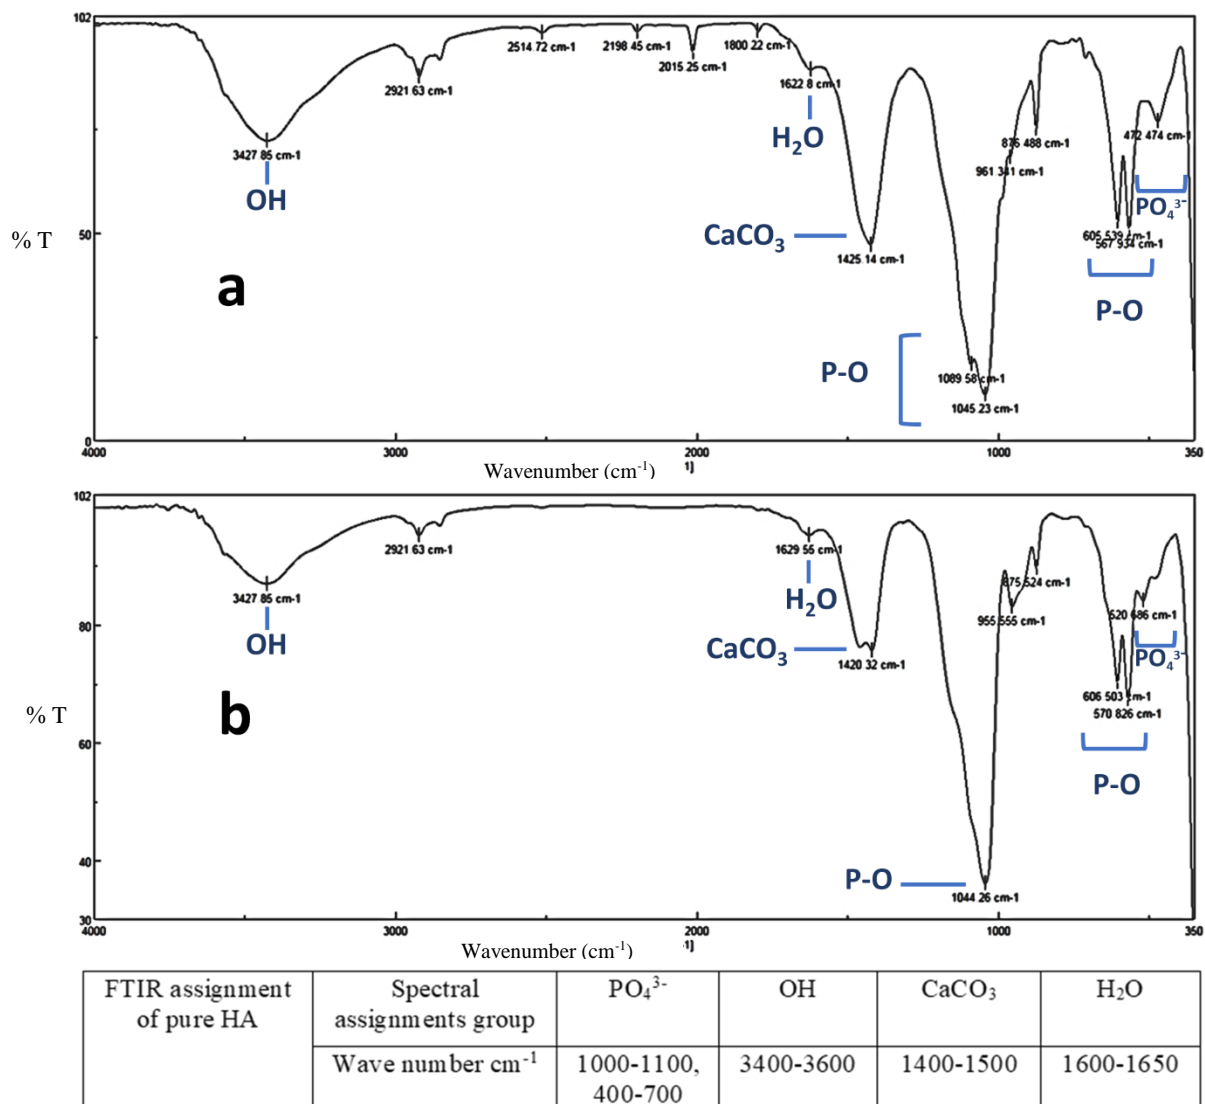 102
2514 72 cm-1
2198 45 cm-1
1800 22 cm-1
2015 25 cm-1
2921 63 cm-1
1622 8 cm-1
H₂O
3427 85 cm-1
OH
876 488 cm-1
961 341 cm-1
472 474 cm-1
PO₄³⁻
CaCO₃
605 539 cm-1
567 934 cm-1
% T
50
1425 14 cm-1
a
P-O
P-O
1089 58 cm-1
1045 23 cm-1
0
4000
3000
2000
1000
350
Wavenumber (cm⁻¹)
1]
102
2921 63 cm-1
1629 55 cm-1
H₂O
3427 85 cm-1
OH
875 524 cm-1
955 555 cm-1
520 686 cm-1
PO₄³⁻
80
CaCO₃
1420 32 cm-1
606 503 cm-1
570 826 cm-1
% T
b
60
P-O
40
P-O
1044 26 cm-1
30
4000
3000
2000
1000
350
Wavenumber (cm⁻¹)
1]
FTIR assignment
of pure HA
Spectral
assignments group
PO₄³⁻
OH
CaCO₃
H₂O
Wave number cm⁻¹
1000-1100,
400-700
3400-3600
1400-1500
1600-1650